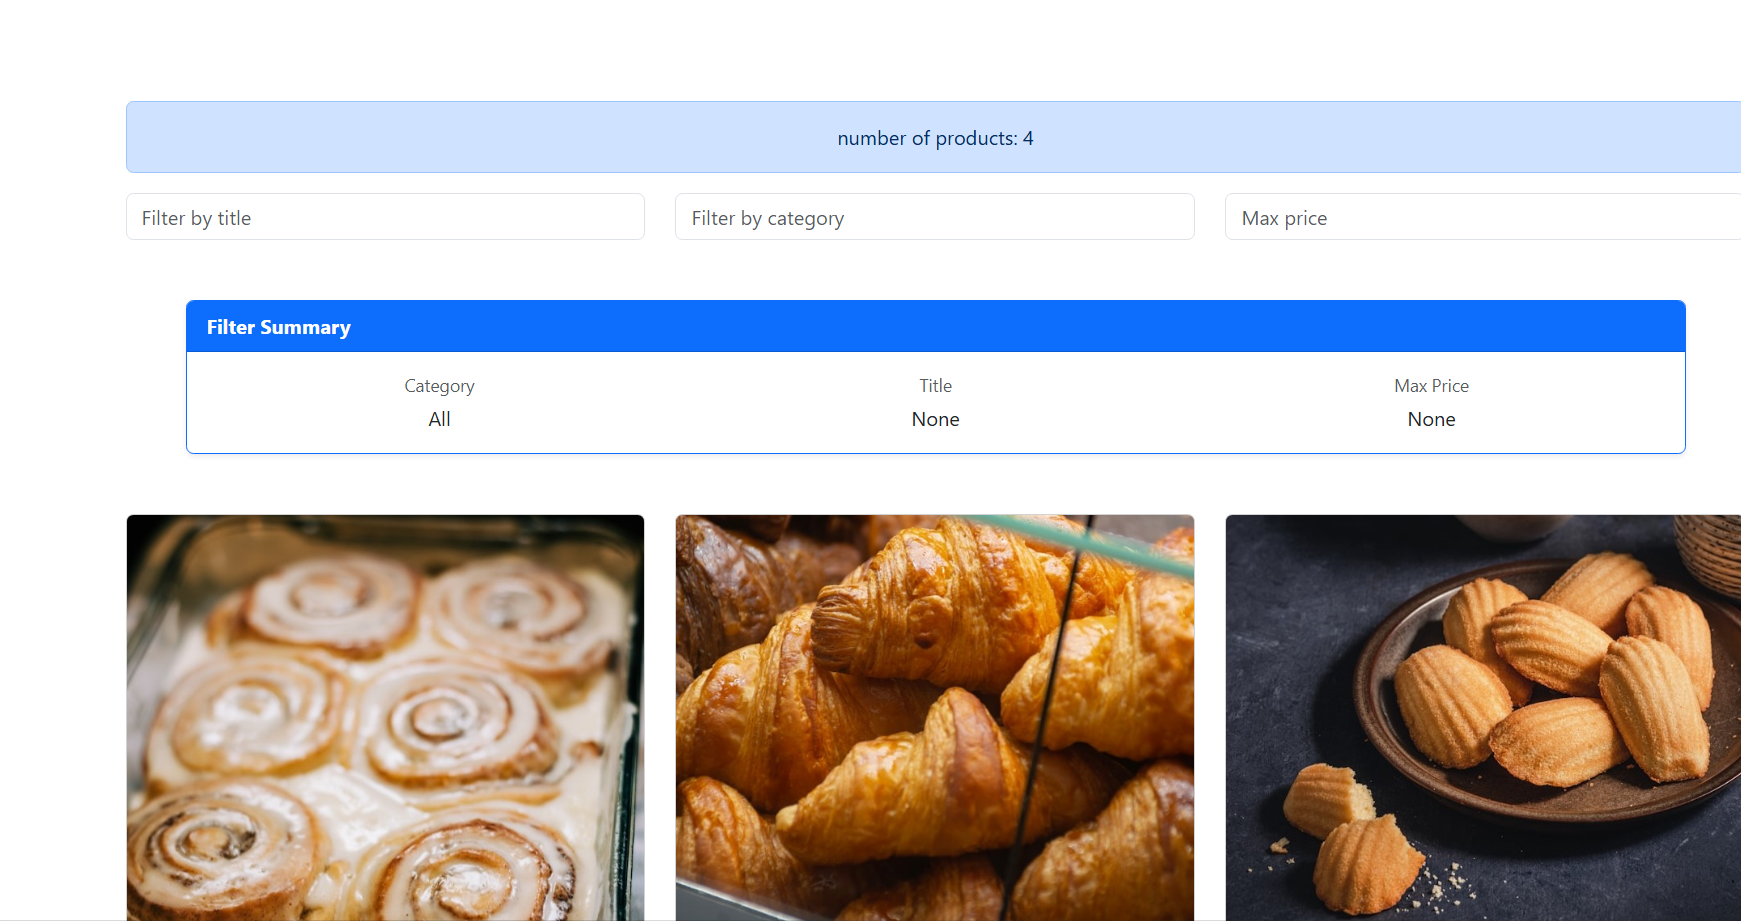 number of products: 4
Filter by title
Filter by category
Max price
Filter Summary
Category
Title
Max Price
All
None
None